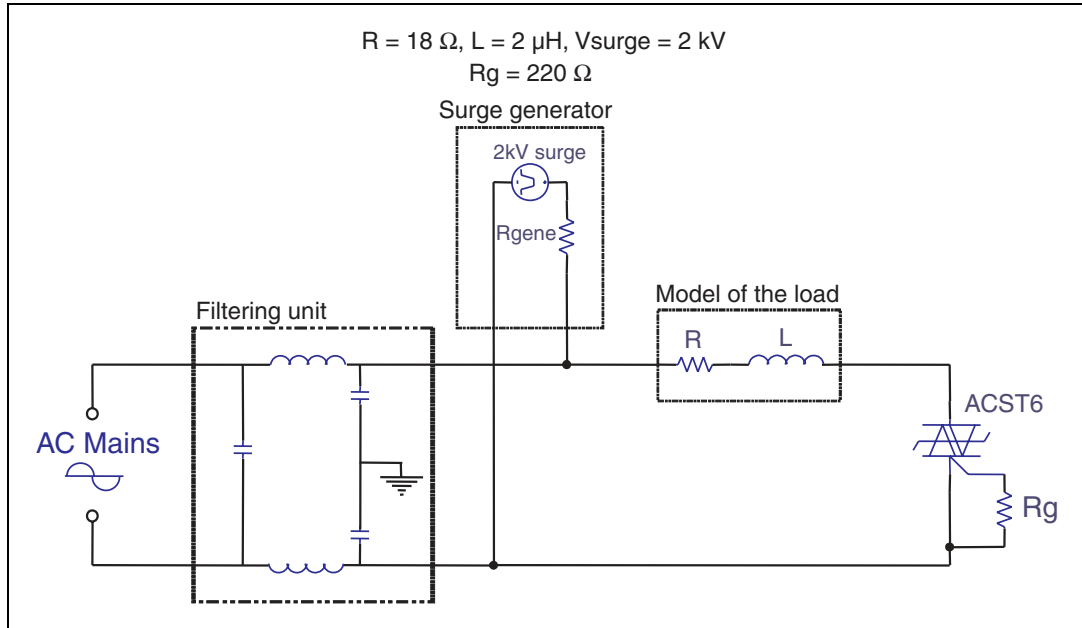 R = 18 Ω, L = 2 µH, Vsurge = 2 kV
Rg = 220 Ω
Surge generator
2kV surge
Rgene
Filtering unit
Model of the load
R L
ACST6
AC Mains
Rg